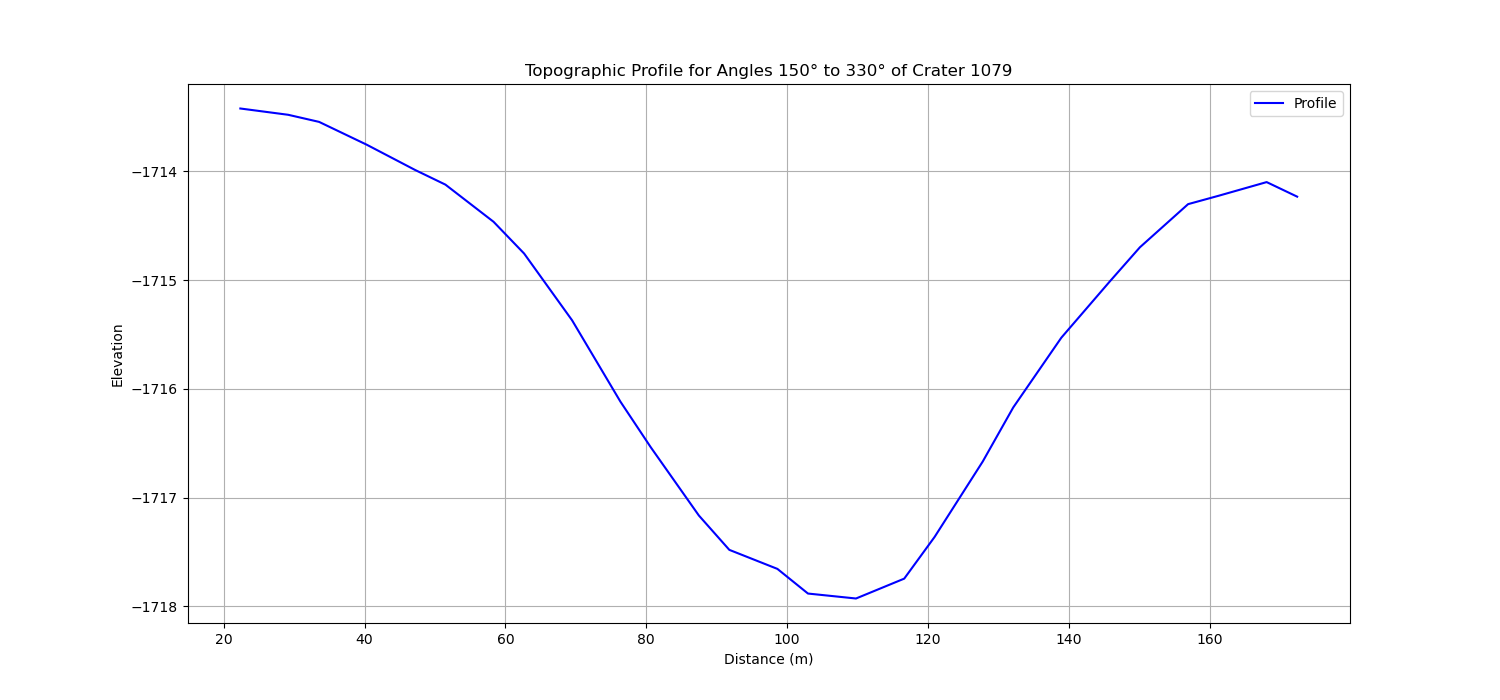 Topographic Profile for Angles 150° to 330° of Crater 1079
Profile
−1714
−1715
−1716
−1717
−1718
Elevation
20 40 60 80 100 120 140 160
Distance (m)